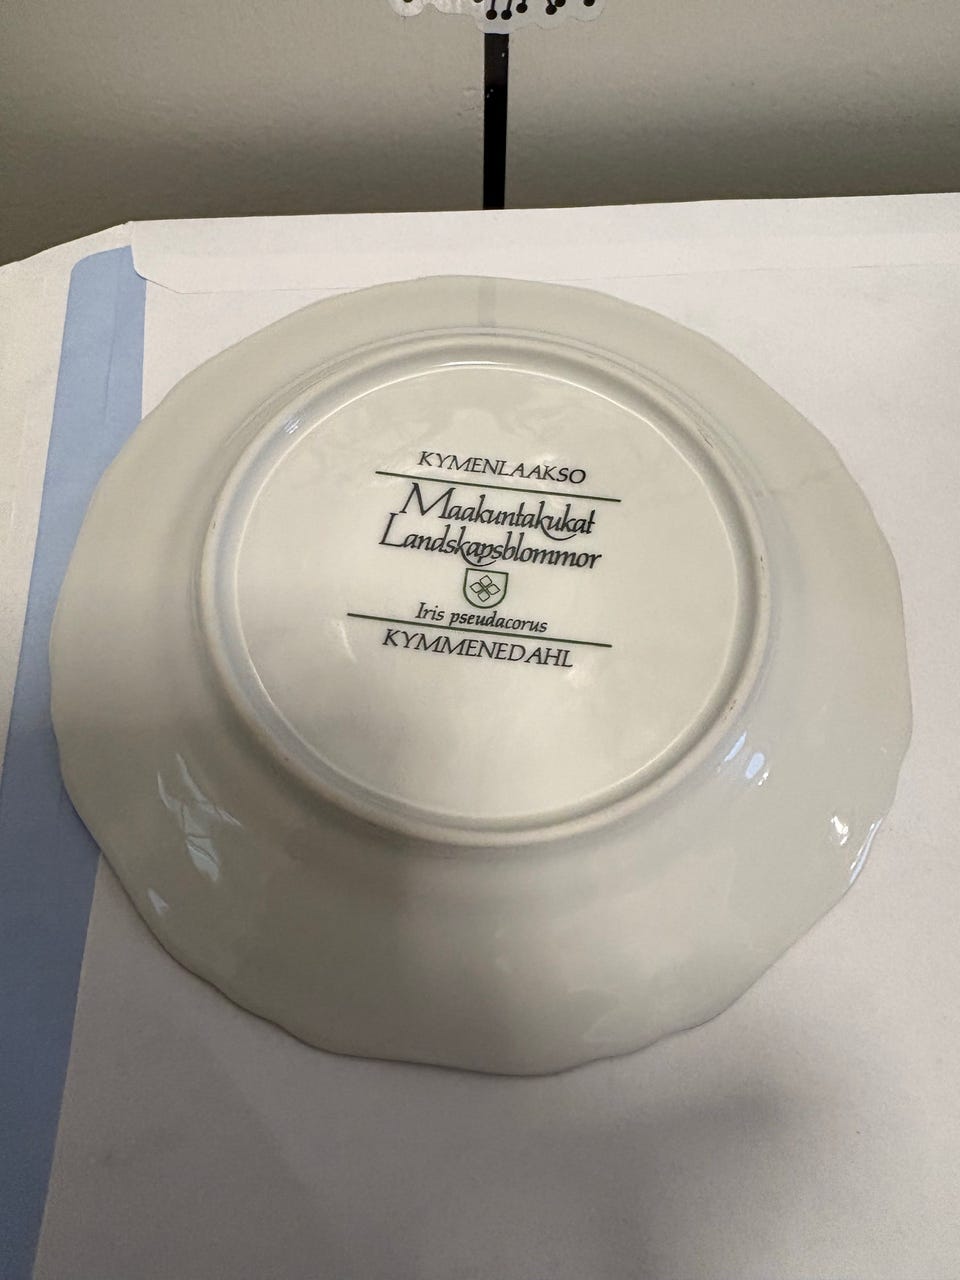 KYMENLAAKSO
Maakuntakukat
Landskapsblommor
Iris pseudacorus
KYMMENEDAHL